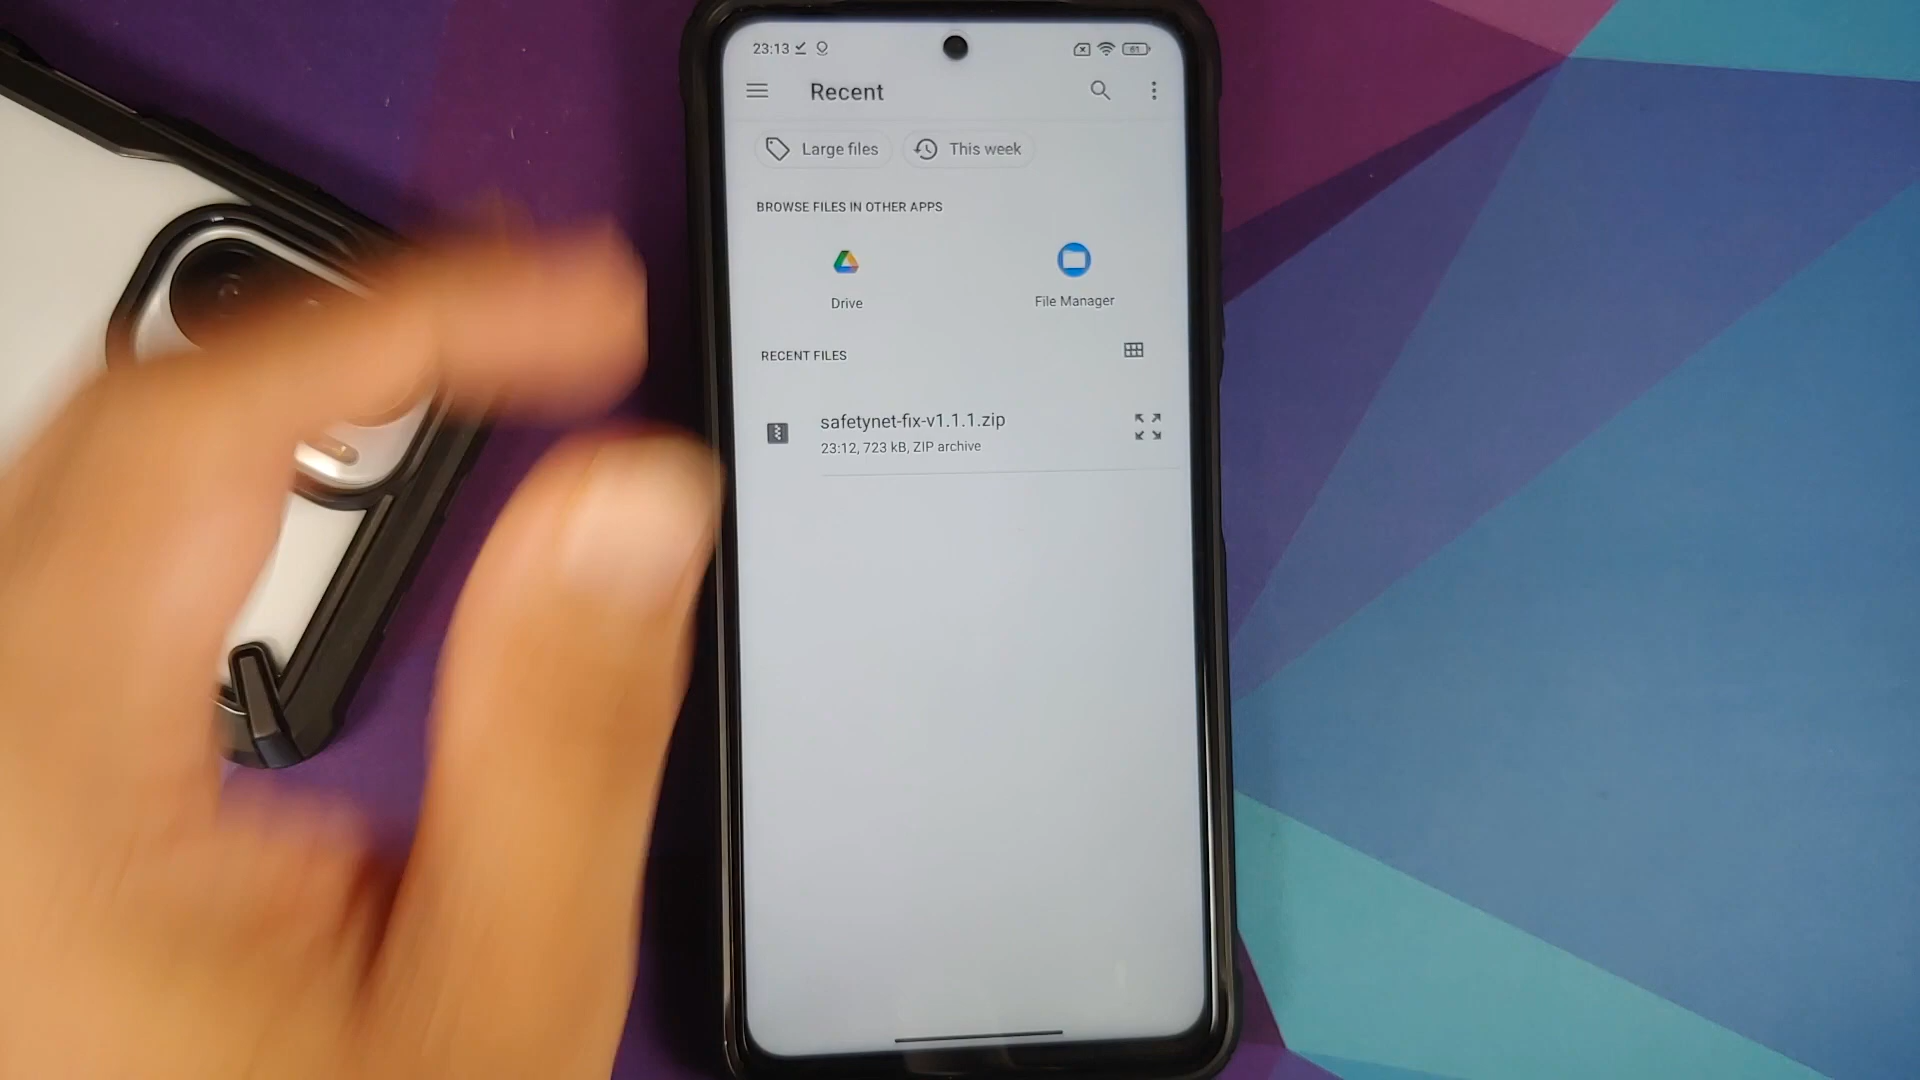 23:13
61
Recent
Large files
This week
BROWSE FILES IN OTHER APPS
Drive
File Manager
RECENT FILES
safetynet-fix-v1.1.1.zip
23:12, 723 kB, ZIP archive